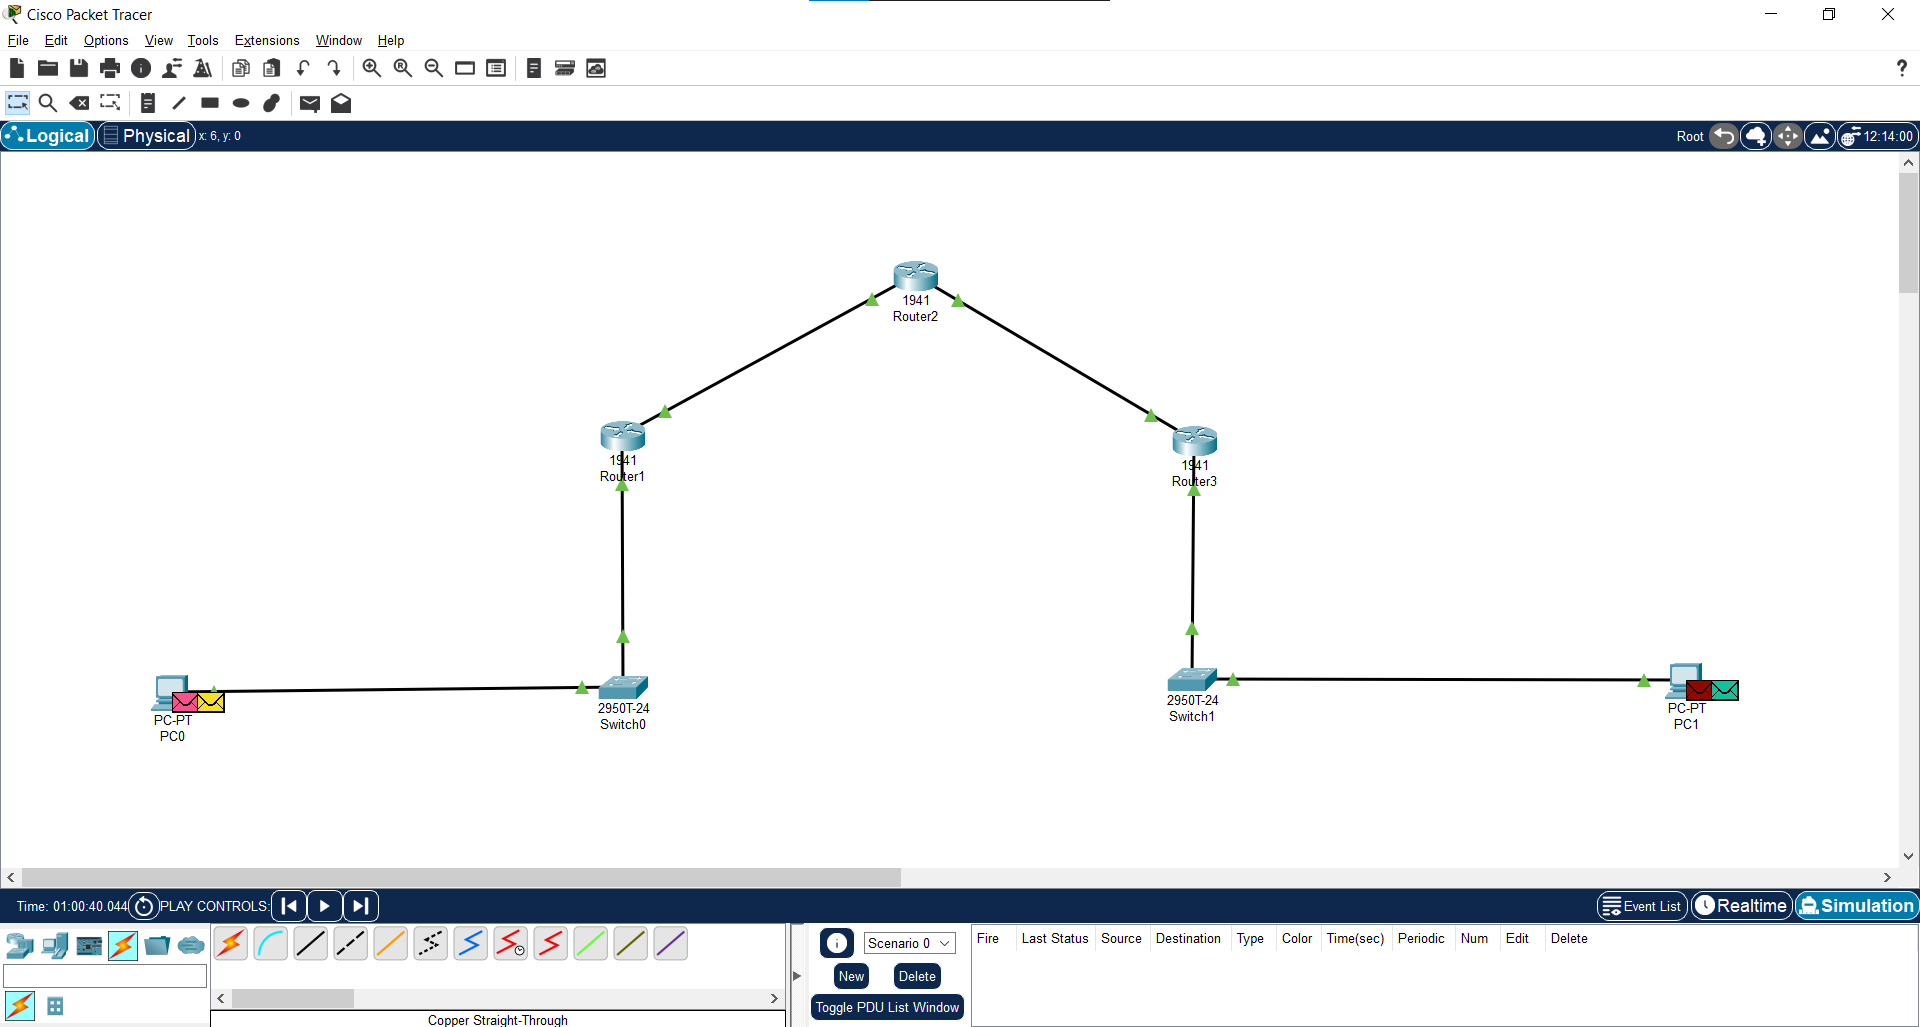 Cisco Packet Tracer
File Edit Options View Tools Extensions Window Help
?
Logical Physical x: 6, y: 0 Root 12:14:00
1941
Router2
1941
Router1
1941
Router3
2950T-24
Switch0
2950T-24
Switch1
PC-PT
PC0
PC-PT
PC1
Time: 01:00:40.044 PLAY CONTROLS: Event List Realtime Simulation
Scenario 0
New Delete
Toggle PDU List Window
Fire Last Status Source Destination Type Color Time(sec) Periodic Num Edit Delete
Copper Straight-Through